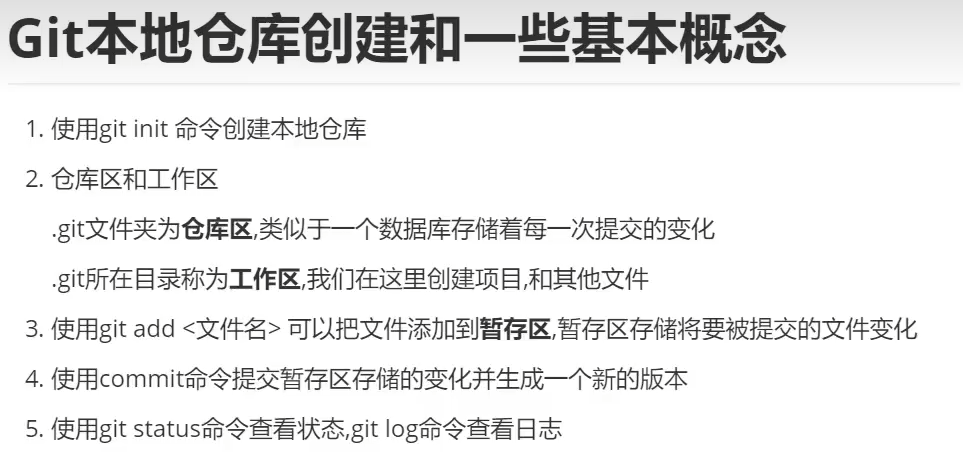 Git本地仓库创建和一些基本概念
1. 使用git init 命令创建本地仓库
2. 仓库区和工作区
.git文件夹为仓库区,类似于一个数据库存储着每一次提交的变化
.git所在目录称为工作区,我们在这里创建项目,和其他文件
3. 使用git add <文件名> 可以把文件添加到暂存区,暂存区存储将要被提交的文件变化
4. 使用commit命令提交暂存区存储的变化并生成一个新的版本
5. 使用git status命令查看状态,git log命令查看日志